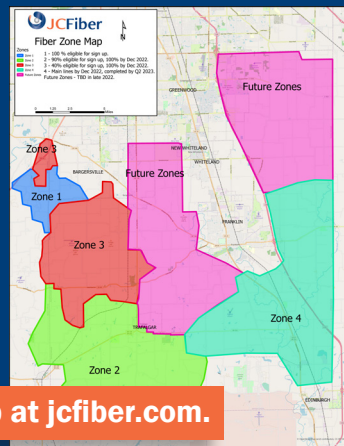 JCFiber
Fiber Zone Map
N
Zones
1 - 100 % eligible for sign up.
2 - 90% eligible for sign up, 100% by Dec 2022.
3 - 40% eligible for sign up, 100% by Dec 2022.
4 - Main lines by Dec 2022, completed by Q2 2023.
Future Zones - TBD in late 2022.
GREENWOOD
Future Zones
NEW WHITELAND
WHITELAND
Zone 3
BARGERSVILLE
Future Zones
Zone 1
FRANKLIN
Zone 3
Zone 4
TRAFALGAR
Zone 2
EDINBURGH
at jcfiber.com.